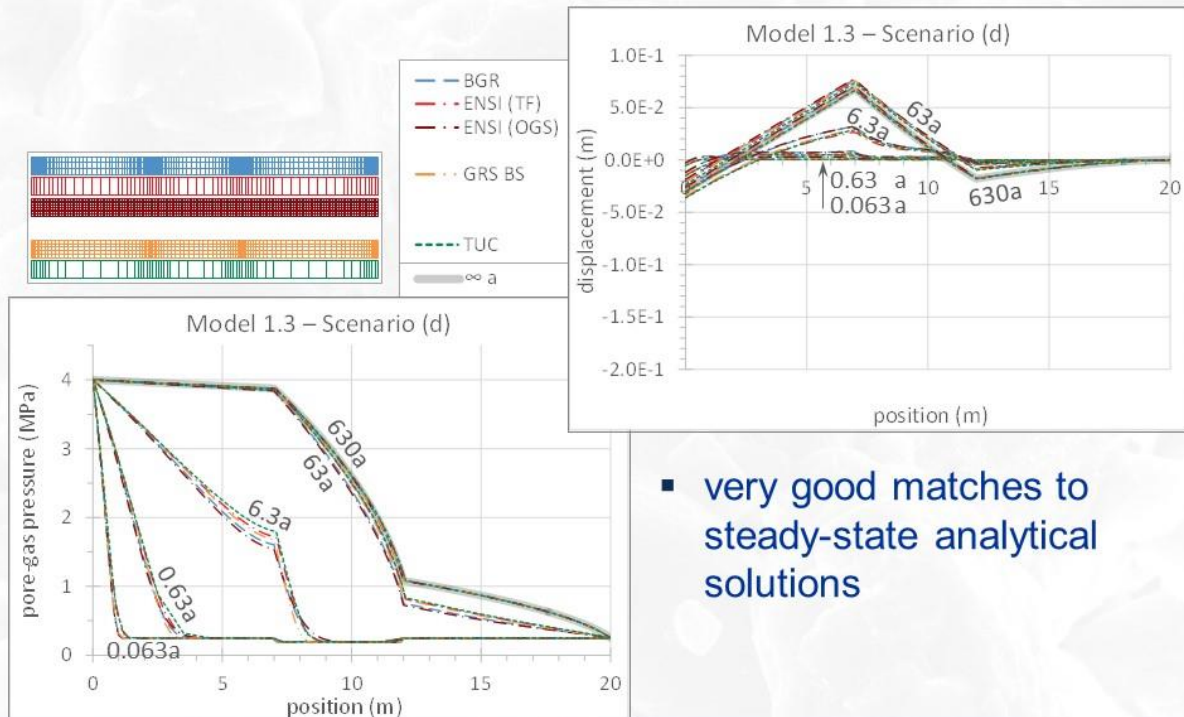 BGR
ENSI (TF)
ENSI (OGS)
GRS BS
TUC
∞ a
Model 1.3 – Scenario (d)
displacement (m)
1.0E-1
5.0E-2
0.0E+0
-5.0E-2
-1.0E-1
-1.5E-1
-2.0E-1
63a
6.3a
0.63 a
0.063a
630a
0 5 10 15 20
position (m)
Model 1.3 – Scenario (d)
pore-gas pressure (MPa)
4
3
2
1
0
630a
63a
6.3a
0.63a
0.063a
0 5 10 15 20
position (m)
▪ very good matches to
steady-state analytical
solutions